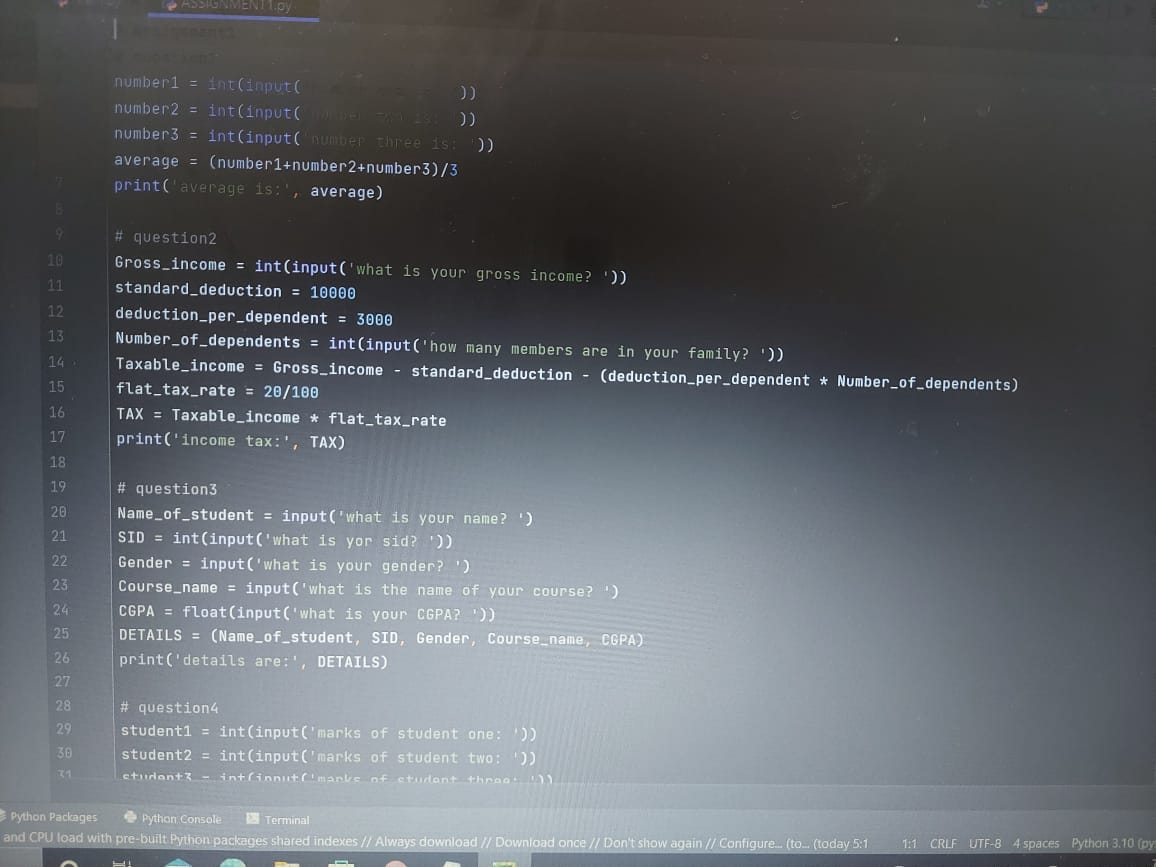 ASSIGNMENT1.py
number1 = int(input( ))
number2 = int(input( ))
number3 = int(input('number three is: '))
average = (number1+number2+number3)/3
7 print('average is:', average)
8
9 # question2
10 Gross_income = int(input('what is your gross income? '))
11 standard_deduction = 10000
12 deduction_per_dependent = 3000
13 Number_of_dependents = int(input('how many members are in your family? '))
14 Taxable_income = Gross_income - standard_deduction - (deduction_per_dependent * Number_of_dependents)
15 flat_tax_rate = 20/100
16 TAX = Taxable_income * flat_tax_rate
17 print('income tax:', TAX)
18
19 # question3
20 Name_of_student = input('what is your name? ')
21 SID = int(input('what is yor sid? '))
22 Gender = input('what is your gender? ')
23 Course_name = input('what is the name of your course? ')
24 CGPA = float(input('what is your CGPA? '))
25 DETAILS = (Name_of_student, SID, Gender, Course_name, CGPA)
26 print('details are:', DETAILS)
27
28 # question4
29 student1 = int(input('marks of student one: '))
30 student2 = int(input('marks of student two: '))
31 student3 = int(input('marks of student three: '))
Python Packages Python Console Terminal
and CPU load with pre-built Python packages shared indexes // Always download // Download once // Don't show again // Configure... (to... (today 5:1 1:1 CRLF UTF-8 4 spaces Python 3.10 (py